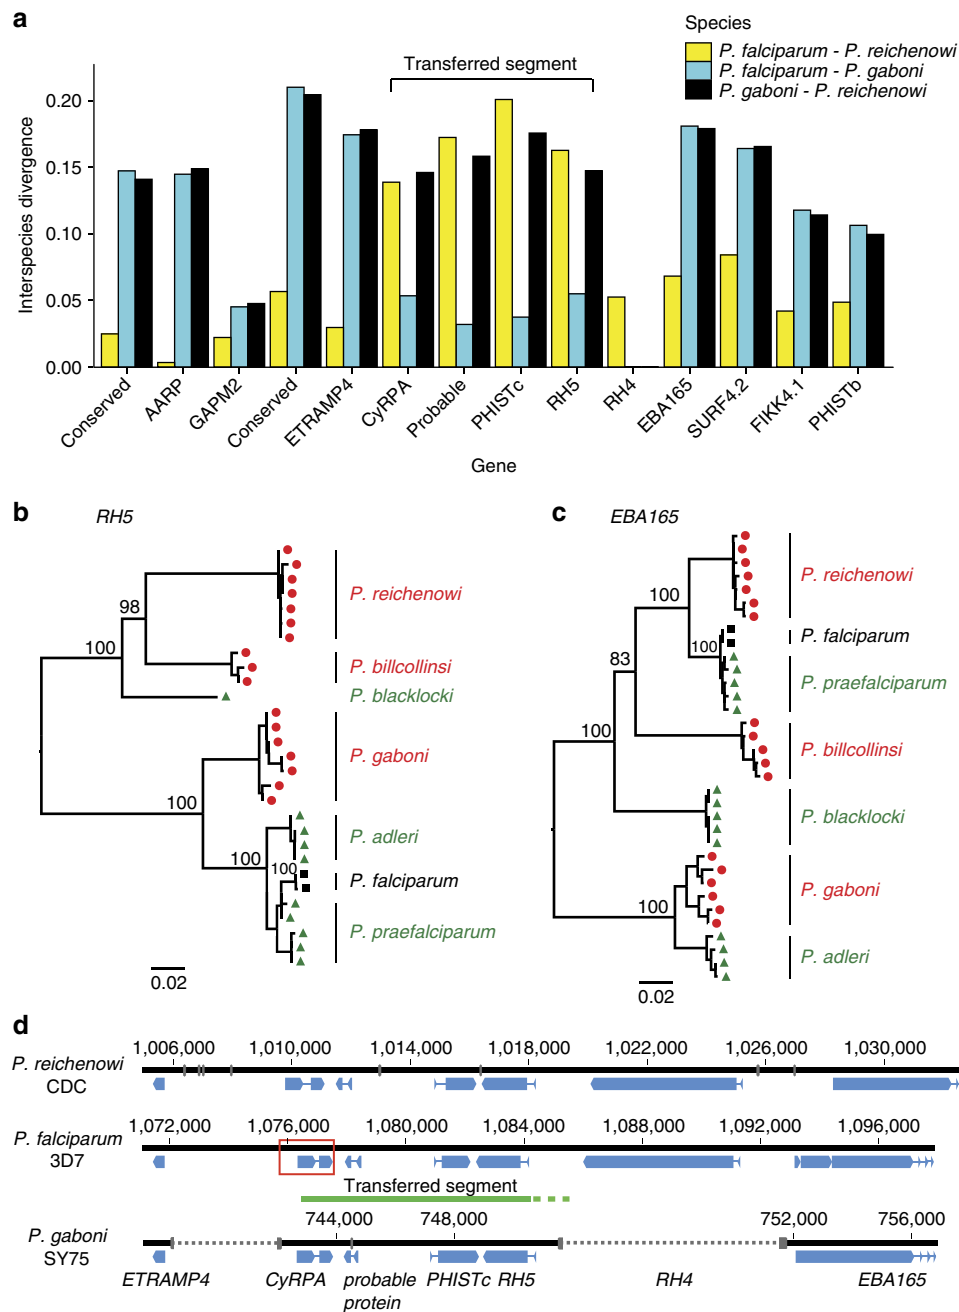 a
Species
P. falciparum - P. reichenowi
P. falciparum - P. gaboni
P. gaboni - P. reichenowi
Transferred segment
Interspecies divergence
0.20
0.15
0.10
0.05
0.00
Conserved
AARP
GAPM2
Conserved
ETRAMP4
CyRPA
Probable
PHISTc
RH5
RH4
EBA165
SURF4.2
FIKK4.1
PHISTb
Gene
b
RH5
98
100
100
100
100
P. reichenowi
P. billcollinsi
P. blacklocki
P. gaboni
P. adleri
P. falciparum
P. praefalciparum
0.02
c
EBA165
100
100
83
100
100
P. reichenowi
P. falciparum
P. praefalciparum
P. billcollinsi
P. blacklocki
P. gaboni
P. adleri
0.02
d
P. reichenowi
CDC
1,006,000 1,010,000 1,014,000 1,018,000 1,022,000 1,026,000 1,030,000
P. falciparum
3D7
1,072,000 1,076,000 1,080,000 1,084,000 1,088,000 1,092,000 1,096,000
Transferred segment
P. gaboni
SY75
744,000 748,000 752,000 756,000
ETRAMP4 CyRPA probable protein PHISTc RH5 RH4 EBA165